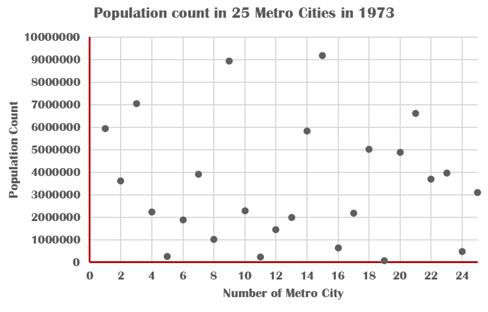 Population count in 25 Metro Cities in 1973
Population Count
10000000
9000000
8000000
7000000
6000000
5000000
4000000
3000000
2000000
1000000
0
0 2 4 6 8 10 12 14 16 18 20 22 24
Number of Metro City